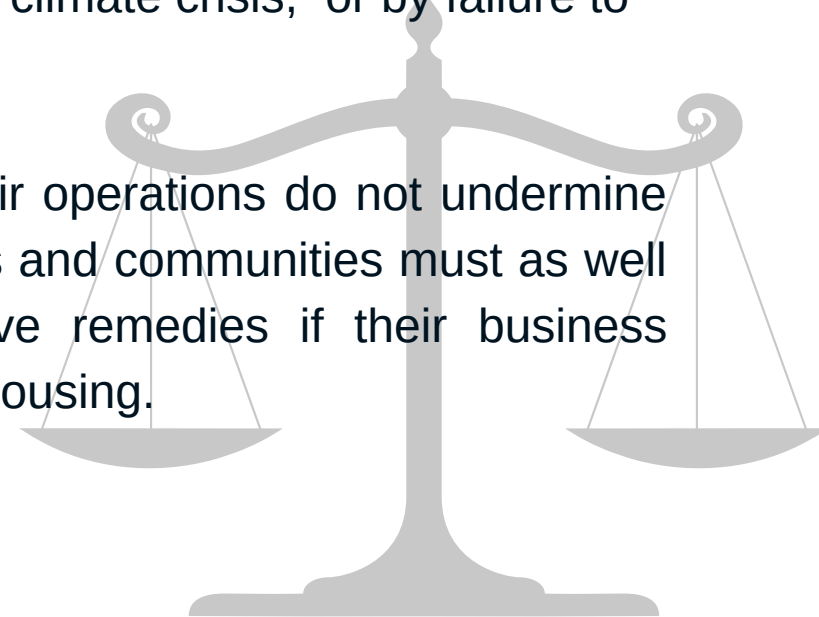 climate crisis,” or by failure to
ir operations do not undermine
s and communities must as well
ve remedies if their business
ousing.